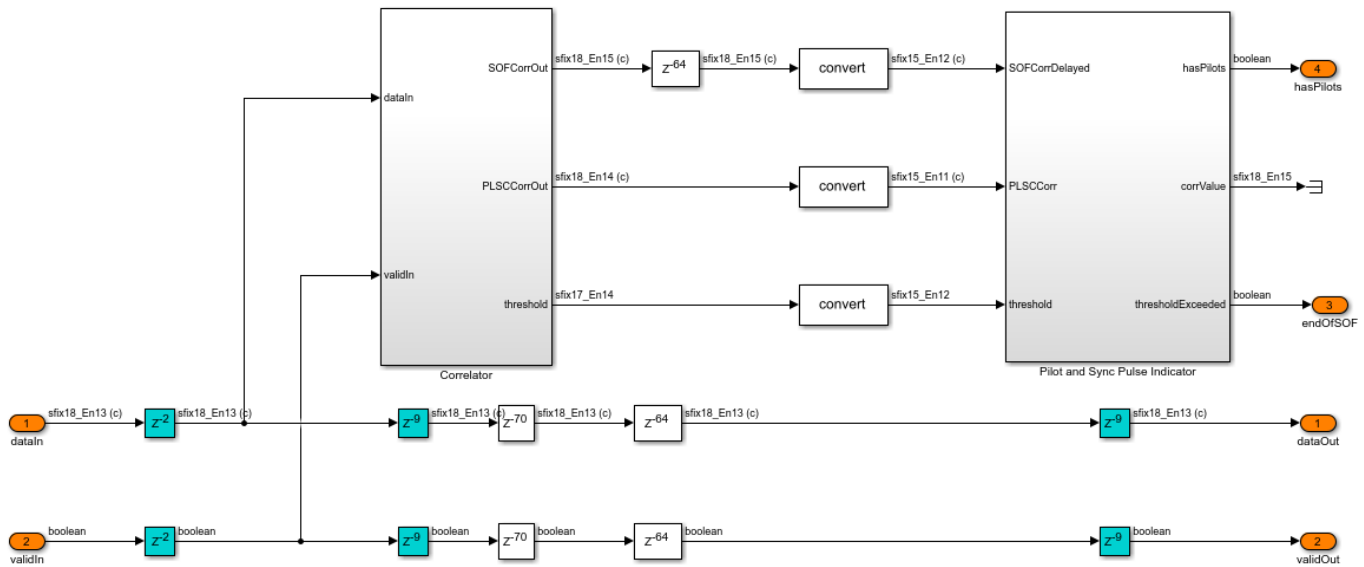 sfix18_En15 (c)
sfix18_En15 (c)
sfix15_En12 (c)
boolean
SOFCorrOut
z-64
convert
SOFCorrDelayed
hasPilots
4
hasPilots
dataIn
sfix18_En14 (c)
sfix15_En11 (c)
sfix18_En15
PLSCCorrOut
convert
PLSCCorr
corrValue
validIn
sfix17_En14
sfix15_En12
boolean
threshold
convert
threshold
thresholdExceeded
3
endOfSOF
Correlator
Pilot and Sync Pulse Indicator
sfix18_En13 (c)
sfix18_En13 (c)
sfix18_En13 (c)
sfix18_En13 (c)
sfix18_En13 (c)
sfix18_En13 (c)
1
z-2
z-9
z-70
z-64
z-9
1
dataIn
dataOut
boolean
boolean
boolean
boolean
boolean
boolean
2
z-2
z-9
z-70
z-64
z-9
2
validIn
validOut